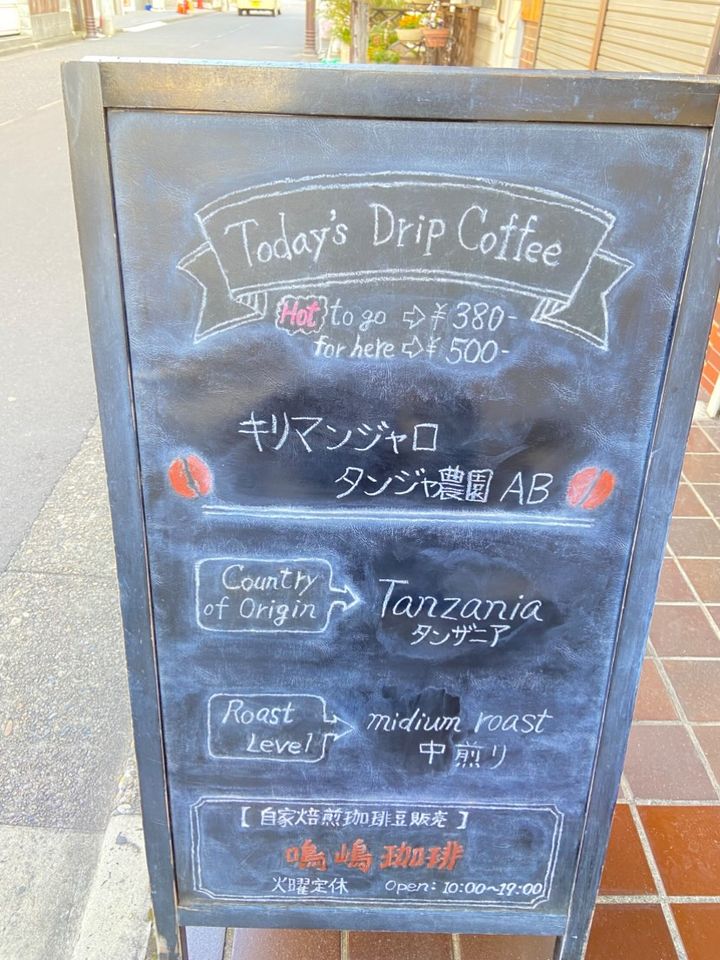 Today's Drip Coffee
Hot to go ⇨ ¥ 380-
for here ⇨ ¥ 500-
キリマンジャロ
タンジャ農園 AB
Country
of Origin
Tanzania
タンザニア
Roast
Level
midium roast
中煎り
【自家焙煎珈琲豆販売】
鳴嶋珈琲
火曜定休 open: 10:00~19:00